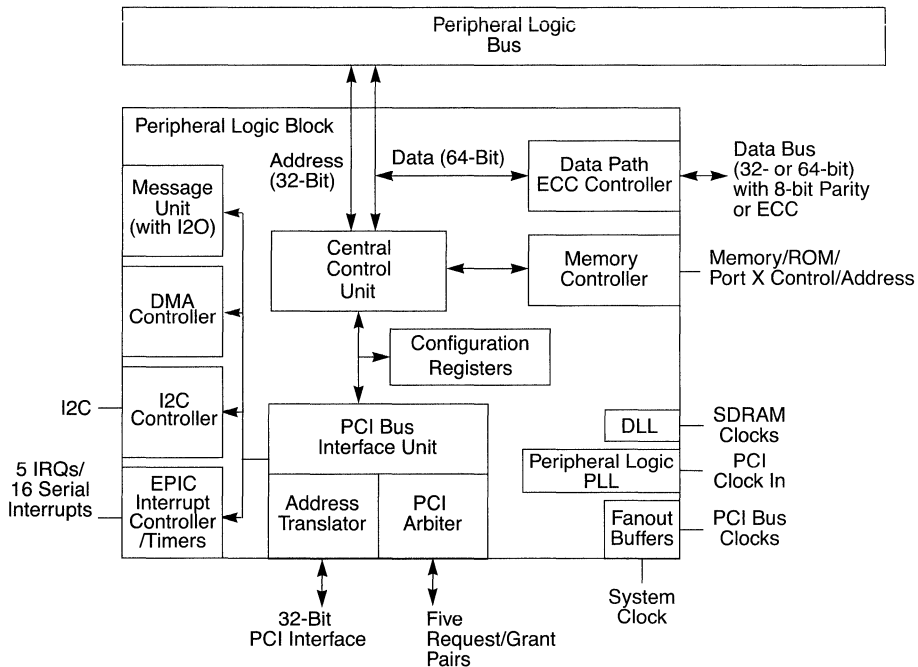 Peripheral Logic
Bus
Peripheral Logic Block
Address
(32-Bit)
Data (64-Bit)
Data Path
ECC Controller
Data Bus
(32- or 64-bit)
with 8-bit Parity
or ECC
Message
Unit
(with I2O)
Central
Control
Unit
Memory
Controller
Memory/ROM/
Port X Control/Address
DMA
Controller
Configuration
Registers
I2C
I2C
Controller
PCI Bus
Interface Unit
DLL
SDRAM
Clocks
5 IRQs/
16 Serial
Interrupts
EPIC
Interrupt
Controller
/Timers
Address
Translator
PCI
Arbiter
Peripheral Logic
PLL
PCI
Clock In
Fanout
Buffers
PCI Bus
Clocks
System
Clock
32-Bit
PCI Interface
Five
Request/Grant
Pairs